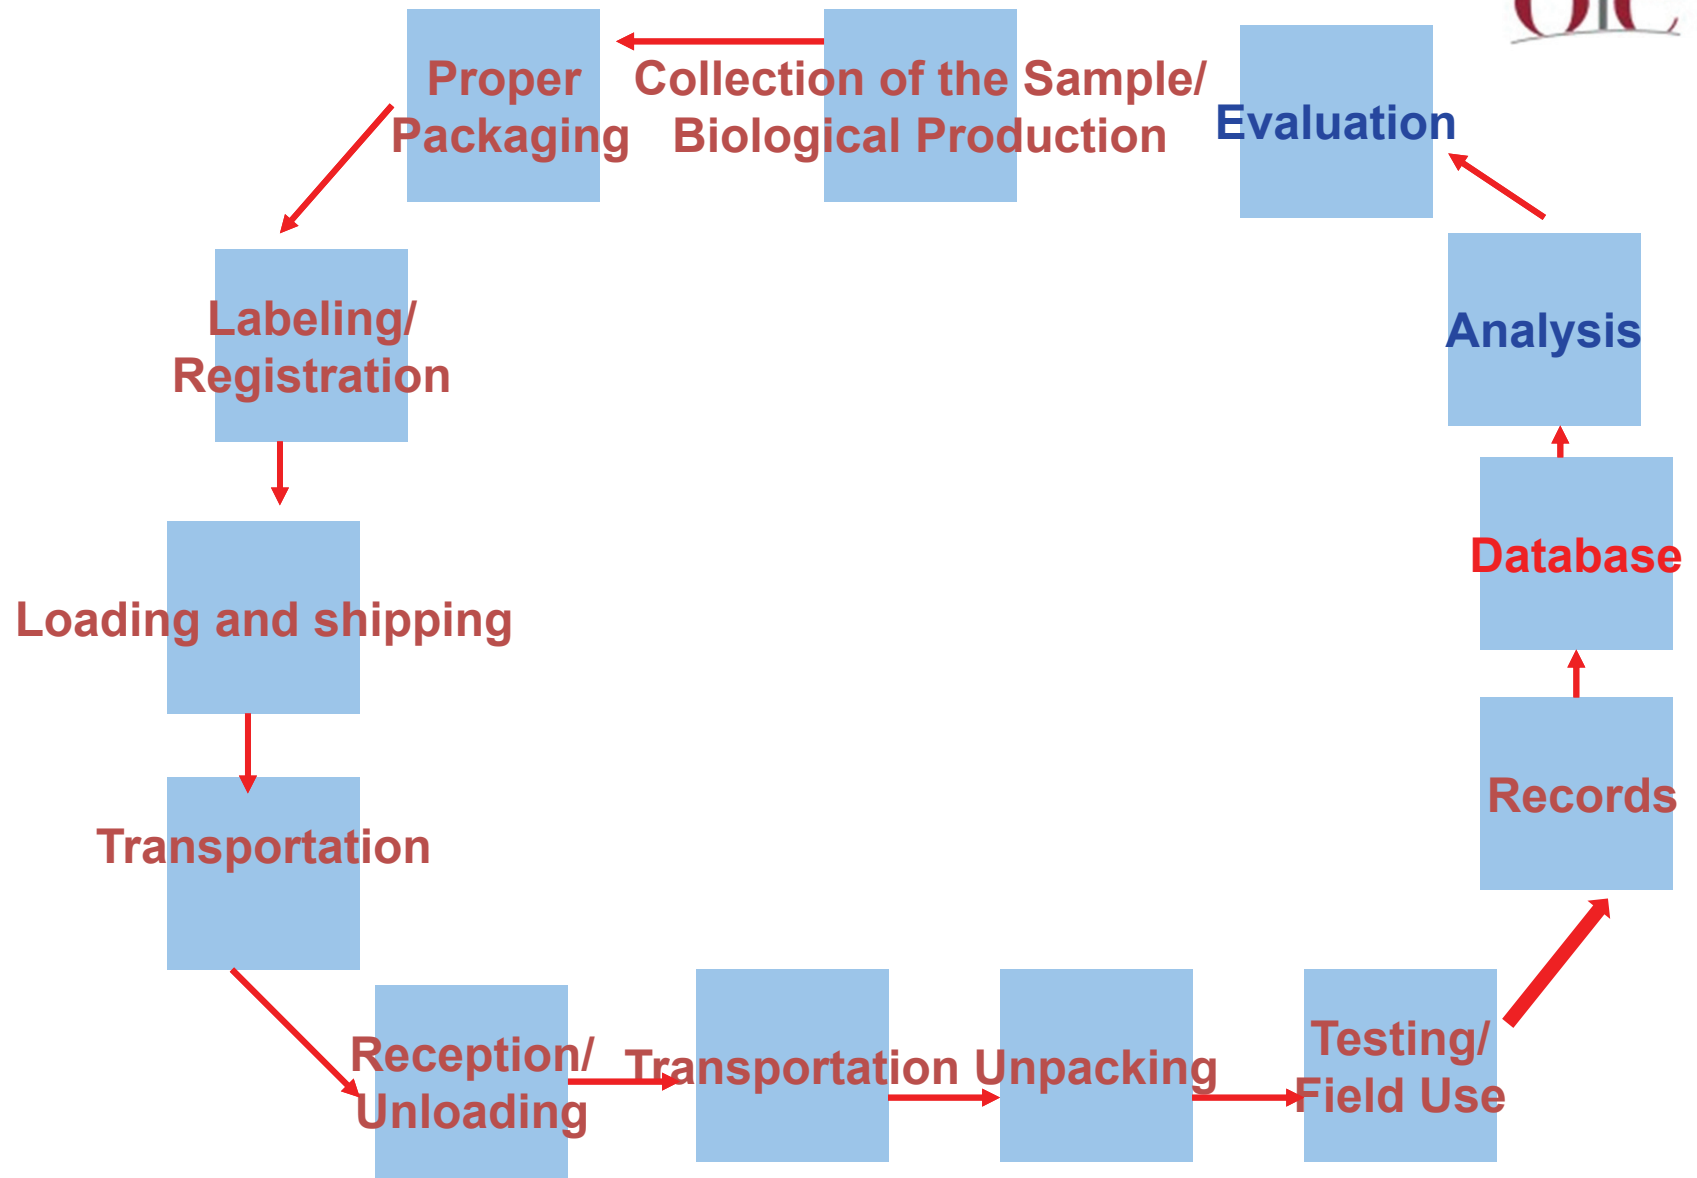 Proper
Packaging
Collection of the Sample/
Biological Production
Evaluation
Labeling/
Registration
Analysis
Loading and shipping
Database
Transportation
Records
Reception/
Unloading
Transportation
Unpacking
Testing/
Field Use